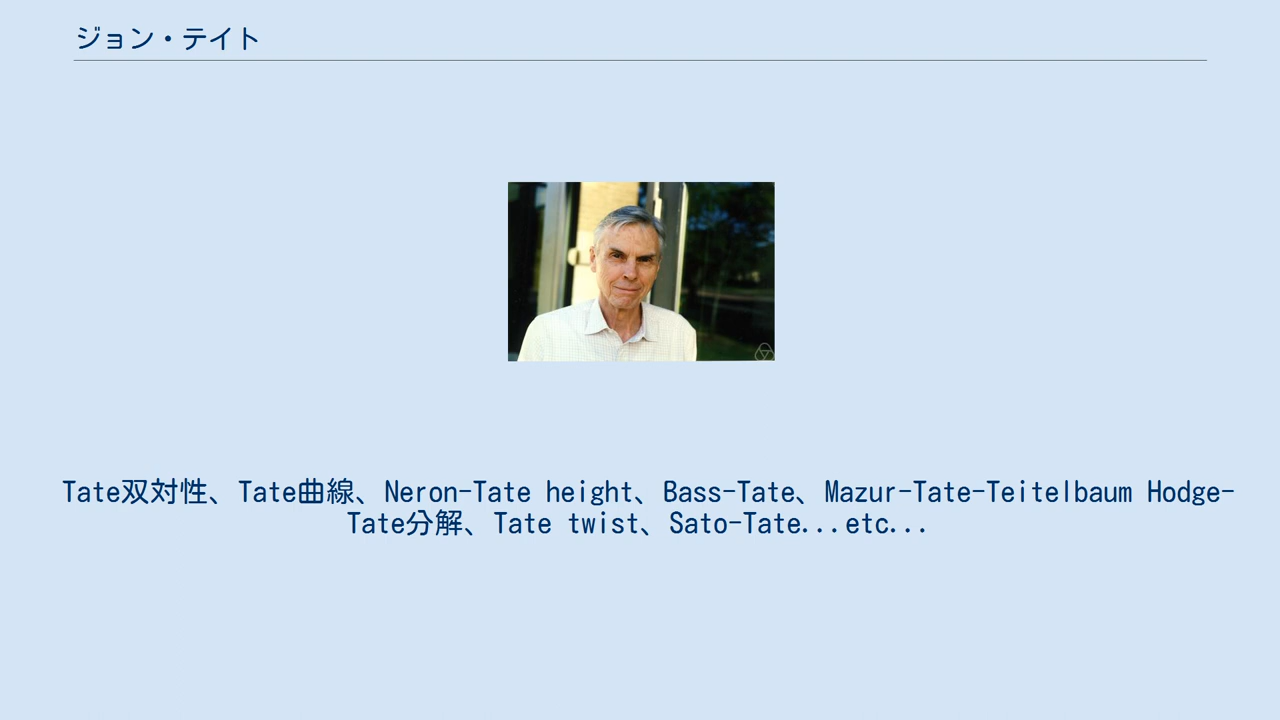 ジョン・テイト
Tate双対性、Tate曲線、Neron-Tate height、Bass-Tate、Mazur-Tate-Teitelbaum Hodge-
Tate分解、Tate twist、Sato-Tate...etc...